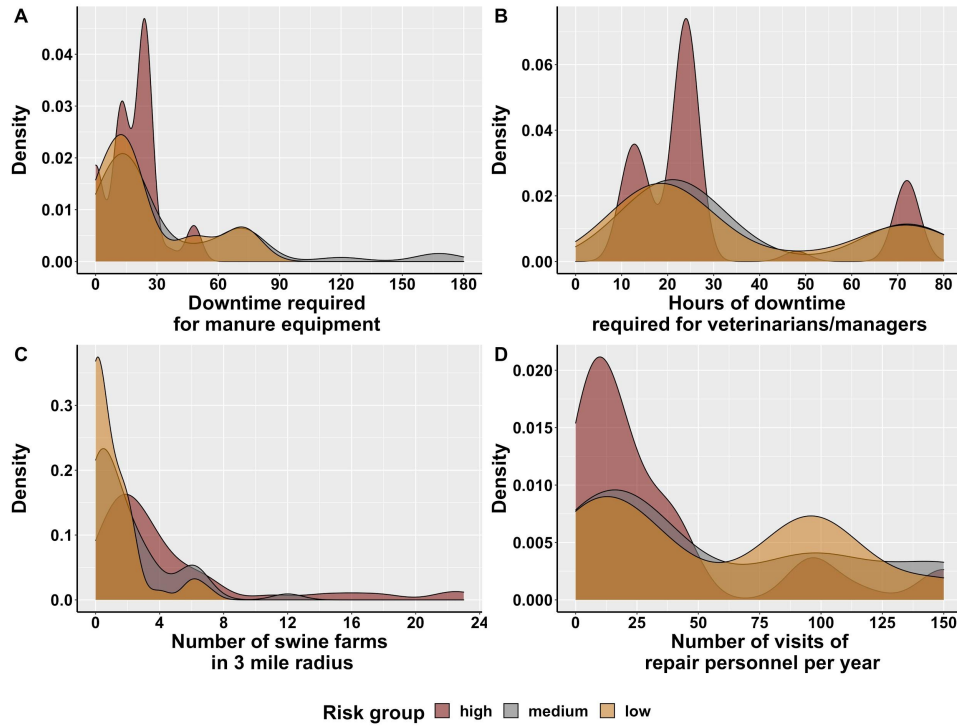 A
Density
0.04
0.03
0.02
0.01
0.00
0 30 60 90 120 150 180
Downtime required
for manure equipment
B
Density
0.06
0.04
0.02
0.00
0 10 20 30 40 50 60 70 80
Hours of downtime
required for veterinarians/managers
C
Density
0.3
0.2
0.1
0.0
0 4 8 12 16 20 24
Number of swine farms
in 3 mile radius
D
Density
0.020
0.015
0.010
0.005
0.000
0 25 50 75 100 125 150
Number of visits of
repair personnel per year
Risk group high medium low